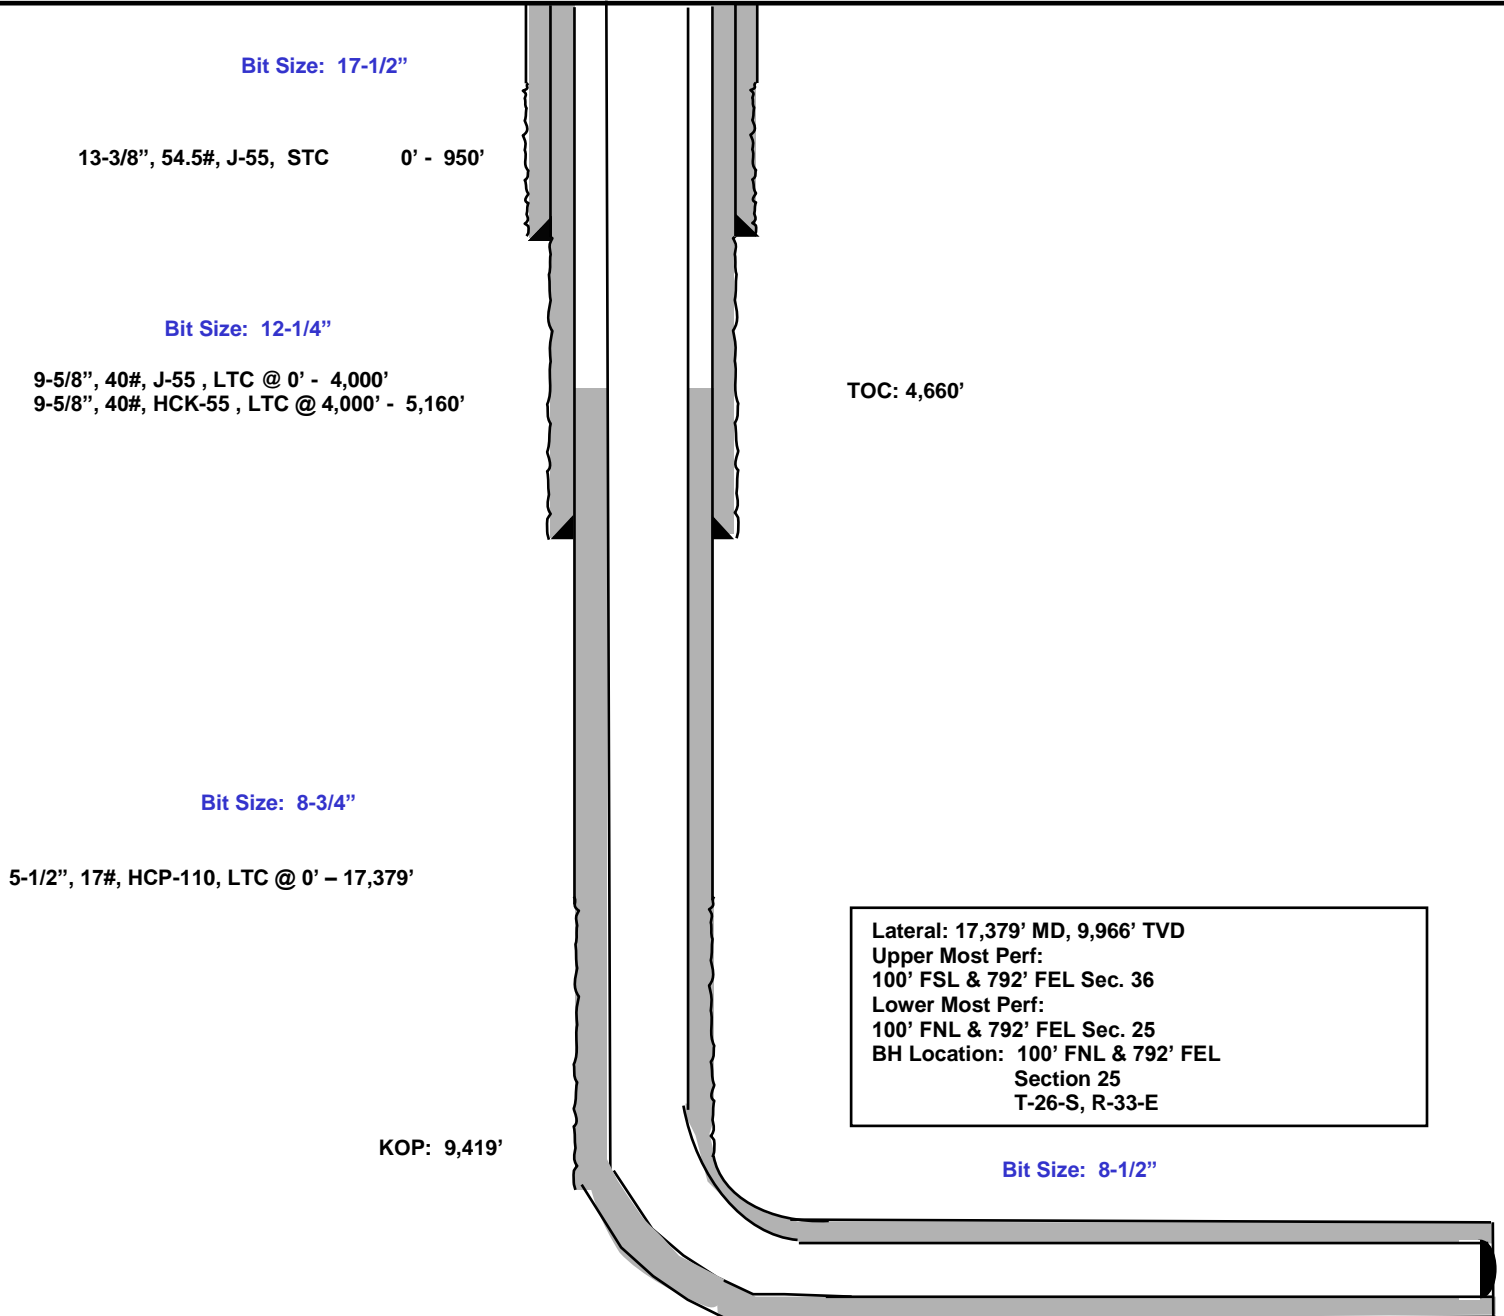 Bit Size:  17-1/2”
13-3/8”, 54.5#, J-55,  STC            0’ -  950’
Bit Size:  12-1/4”
9-5/8”, 40#, J-55 , LTC @ 0’ -  4,000’
9-5/8”, 40#, HCK-55 , LTC @ 4,000’ -  5,160’
TOC: 4,660’
Bit Size:  8-3/4”
5-1/2”, 17#, HCP-110, LTC @ 0’ – 17,379’
Lateral: 17,379’ MD, 9,966’ TVD
Upper Most Perf:
100’ FSL & 792’ FEL Sec. 36
Lower Most Perf:
100’ FNL & 792’ FEL Sec. 25
BH Location:  100’ FNL & 792’ FEL
Section 25
T-26-S, R-33-E
KOP:  9,419’
Bit Size:  8-1/2”